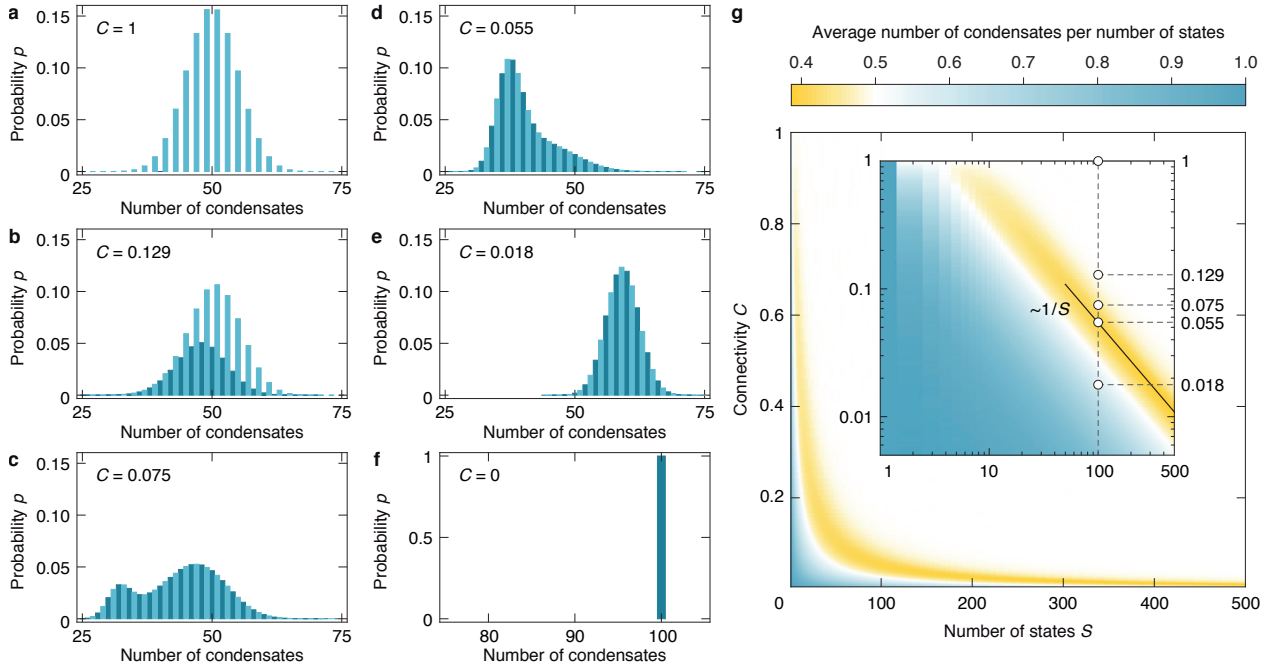 a
C = 1
Probability p
0.15
0.10
0.05
0
25
50
75
Number of condensates
b
C = 0.129
Probability p
0.15
0.10
0.05
0
25
50
75
Number of condensates
c
C = 0.075
Probability p
0.15
0.10
0.05
0
25
50
75
Number of condensates
d
C = 0.055
Probability p
0.15
0.10
0.05
0
25
50
75
Number of condensates
e
C = 0.018
Probability p
0.15
0.10
0.05
0
25
50
75
Number of condensates
f
C = 0
Probability p
1
0.5
0
80
90
100
Number of condensates
g
Average number of condensates per number of states
0.4
0.5
0.6
0.7
0.8
0.9
1.0
Connectivity C
1
0.8
0.6
0.4
0.2
0
100
200
300
400
500
Number of states S
1
0.1
0.01
1
10
100
500
~1/S
1
0.129
0.075
0.055
0.018